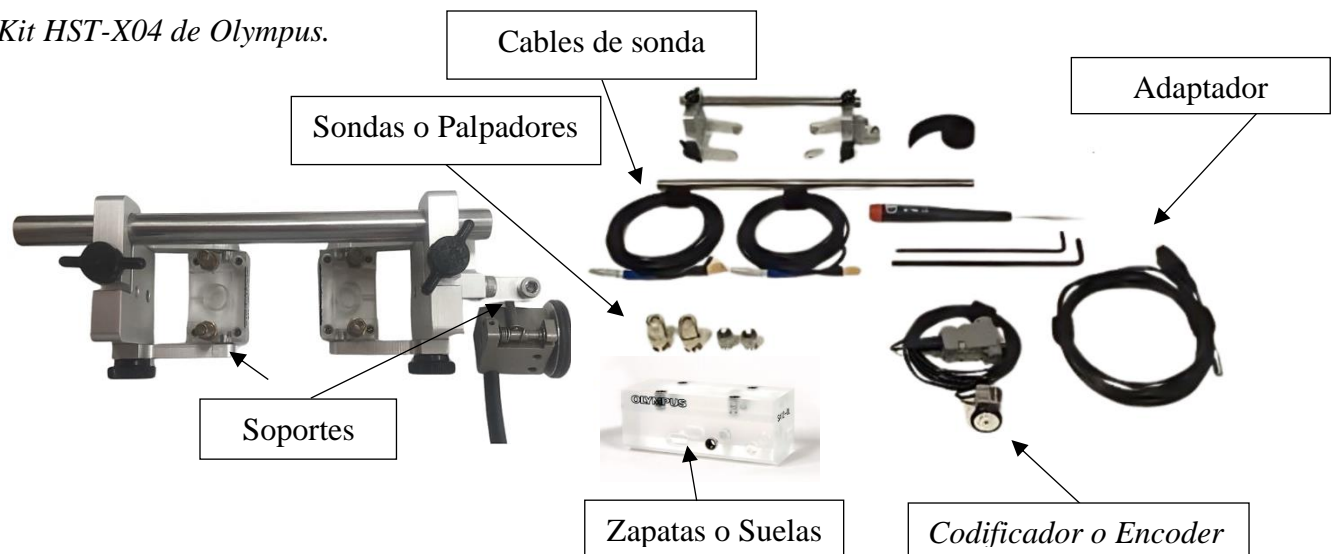 Kit HST-X04 de Olympus.
Cables de sonda
Adaptador
Sondas o Palpadores
OLYMPUS
Soportes
Zapatas o Suelas
Codificador o Encoder